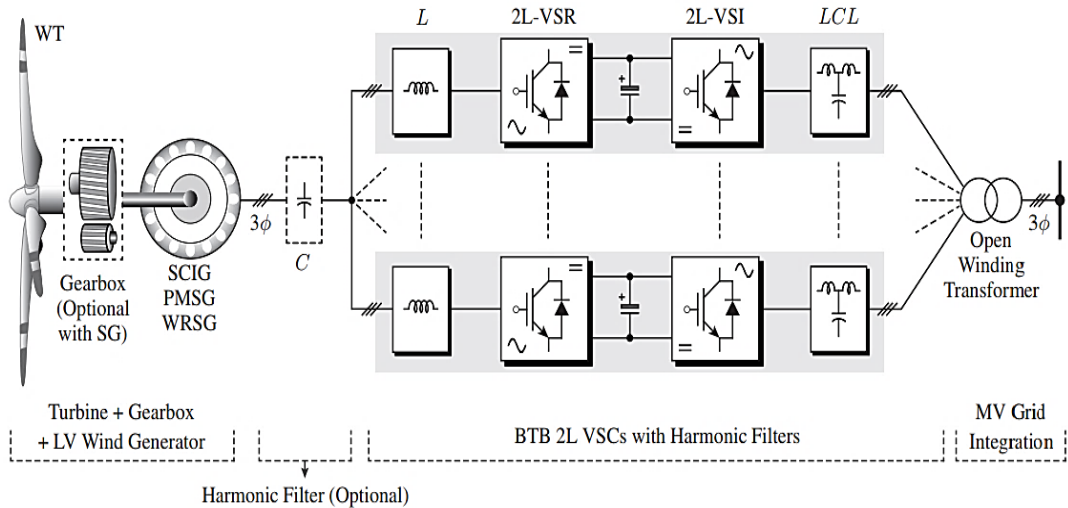 WT
L
2L-VSR
2L-VSI
LCL
3ϕ
C
Gearbox
(Optional
with SG)
SCIG
PMSG
WRSG
3ϕ
Open
Winding
Transformer
Turbine + Gearbox
+ LV Wind Generator
BTB 2L VSCs with Harmonic Filters
MV Grid
Integration
Harmonic Filter (Optional)